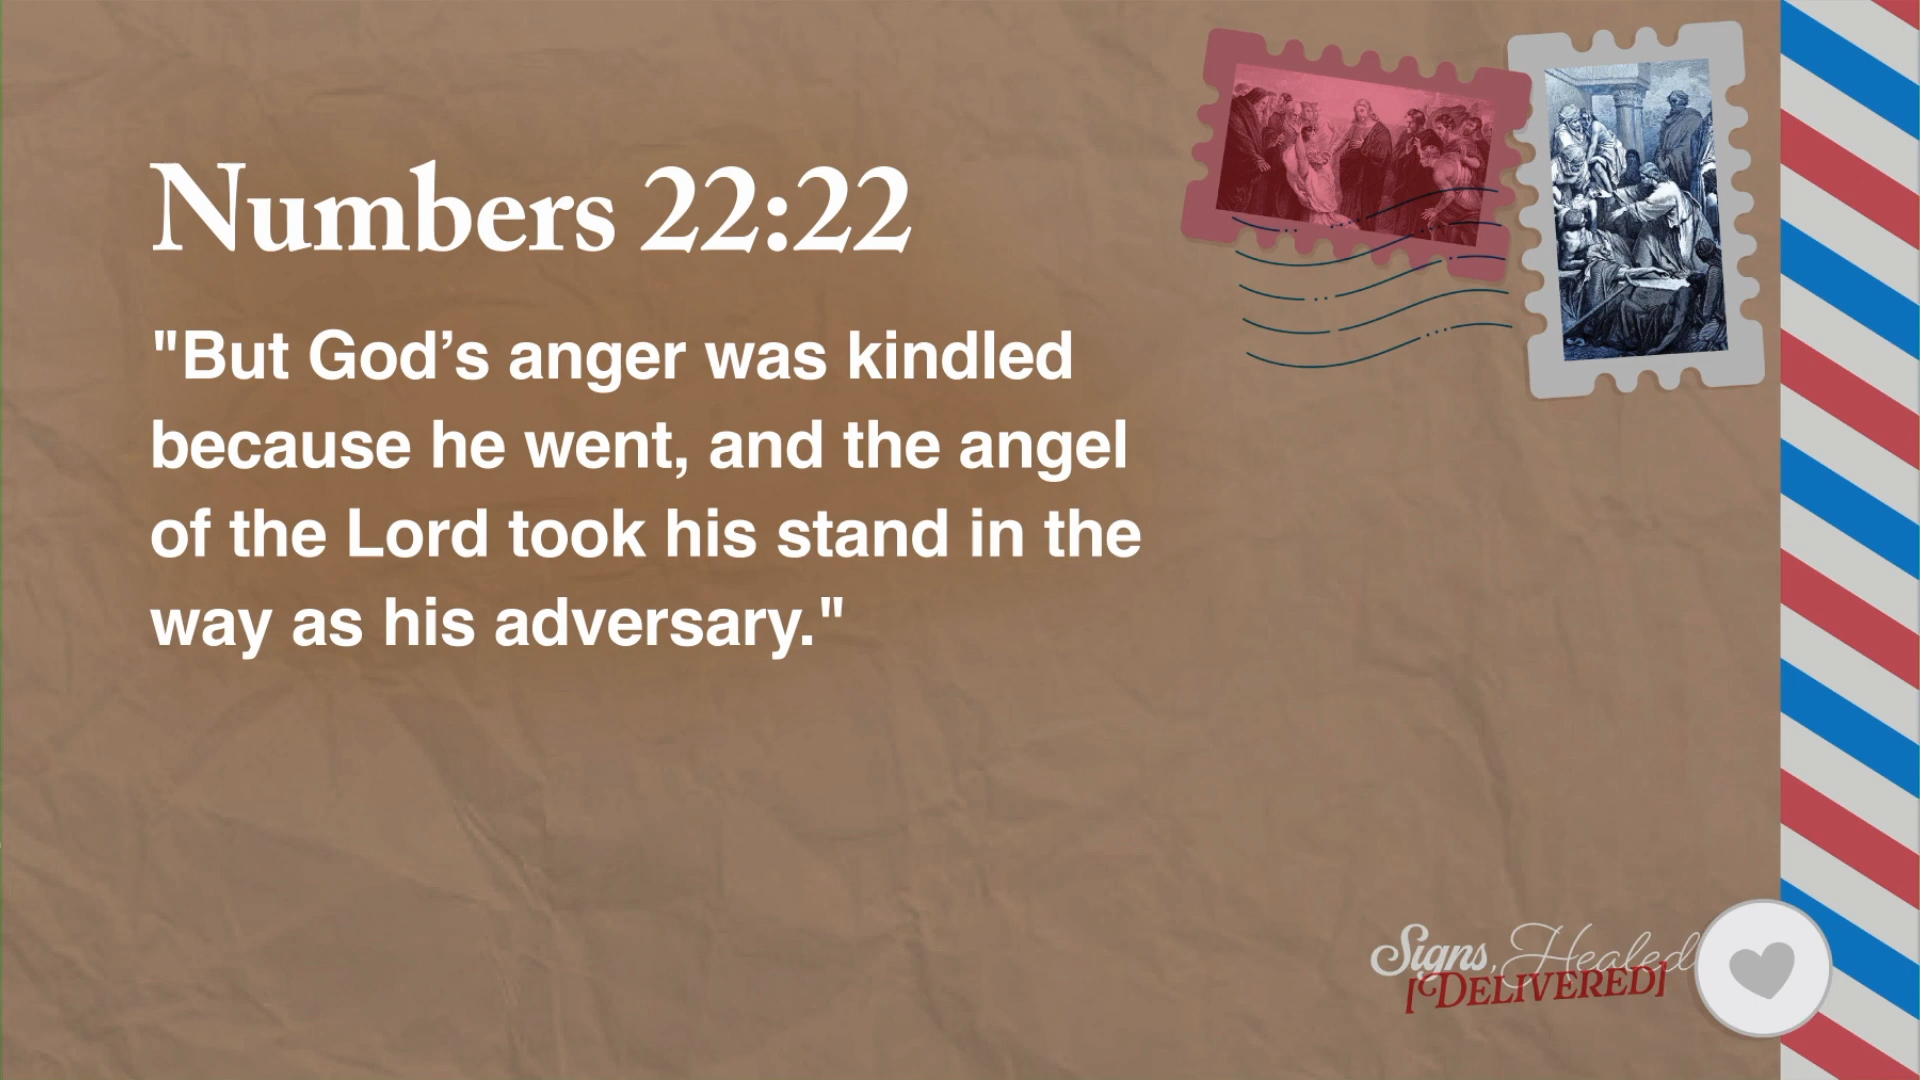 Numbers 22:22
"But God’s anger was kindled
because he went, and the angel
of the Lord took his stand in the
way as his adversary."
Signs, Healed
[DELIVERED]